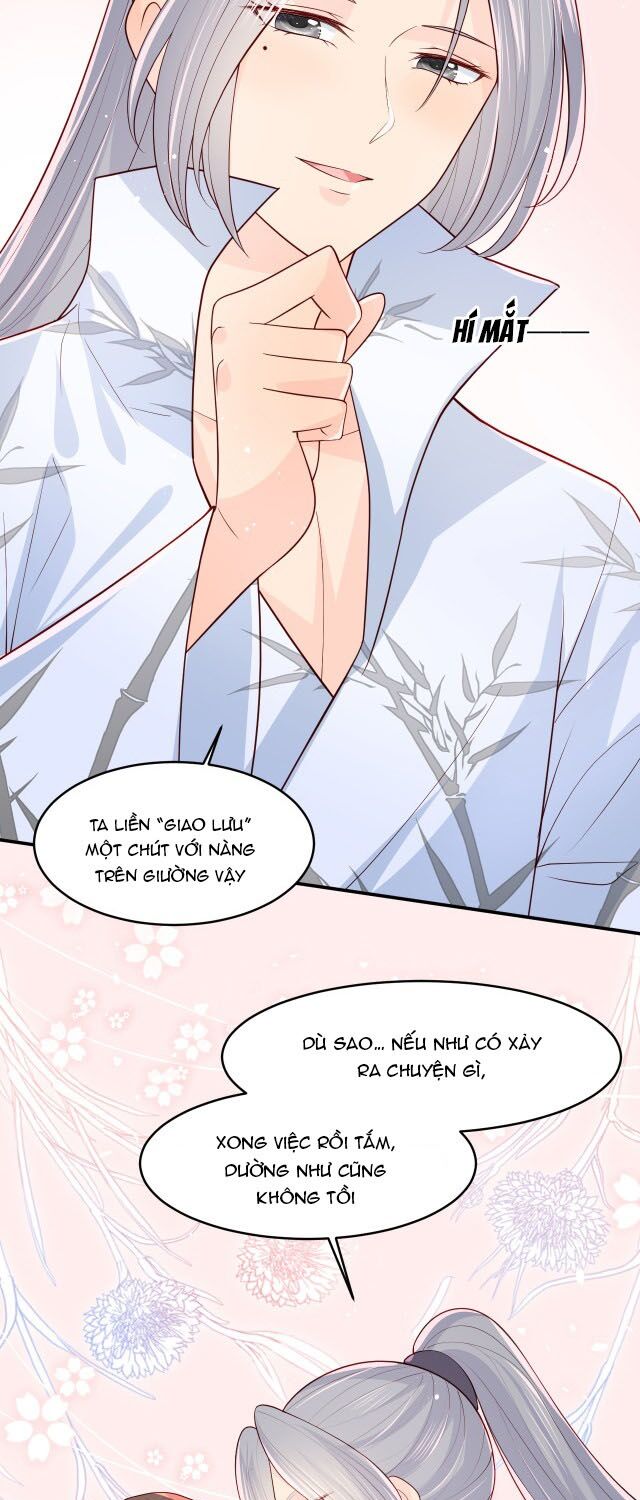 HÍ MẮT——
TA LIỀN “GIAO LƯU”
MỘT CHÚT VỚI NÀNG
TRÊN GIƯỜNG VẬY
DÙ SAO... NẾU NHƯ CÓ XẢY
RA CHUYỆN GÌ,
XONG VIỆC RỒI TẮM,
DƯỜNG NHƯ CŨNG
KHÔNG TỒI